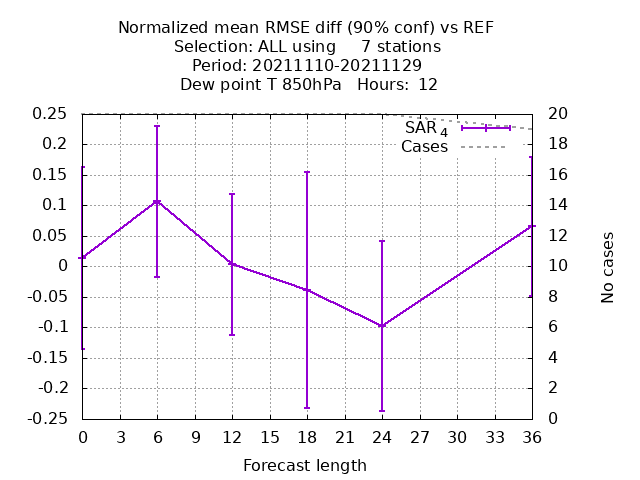 Normalized mean RMSE diff (90% conf) vs REF
Selection: ALL using 7 stations
Period: 20211110-20211129
Dew point T 850hPa Hours: 12
SAR 4
Cases
0.25
0.2
0.15
0.1
0.05
0
-0.05
-0.1
-0.15
-0.2
-0.25
20
18
16
14
12
10
8
6
4
2
0
No cases
0 3 6 9 12 15 18 21 24 27 30 33 36
Forecast length